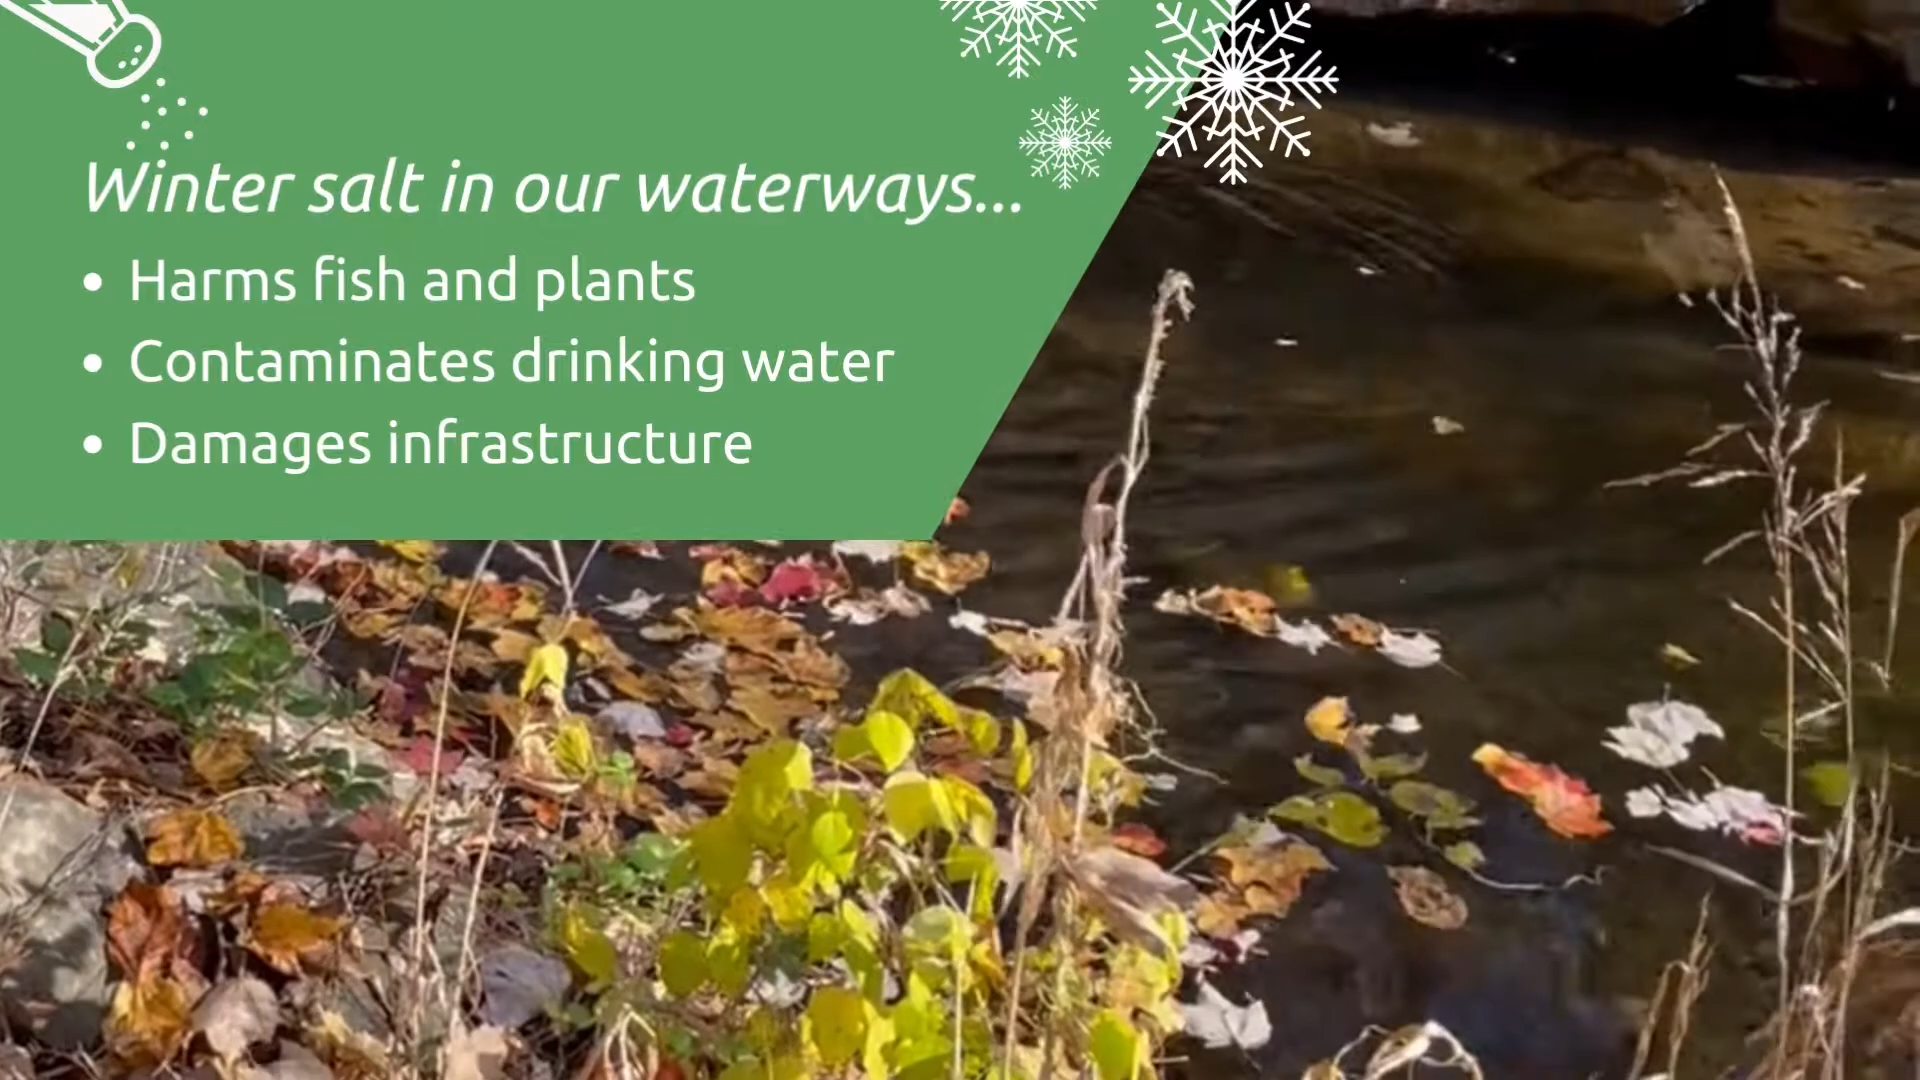 Winter salt in our waterways...
• Harms fish and plants
• Contaminates drinking water
• Damages infrastructure